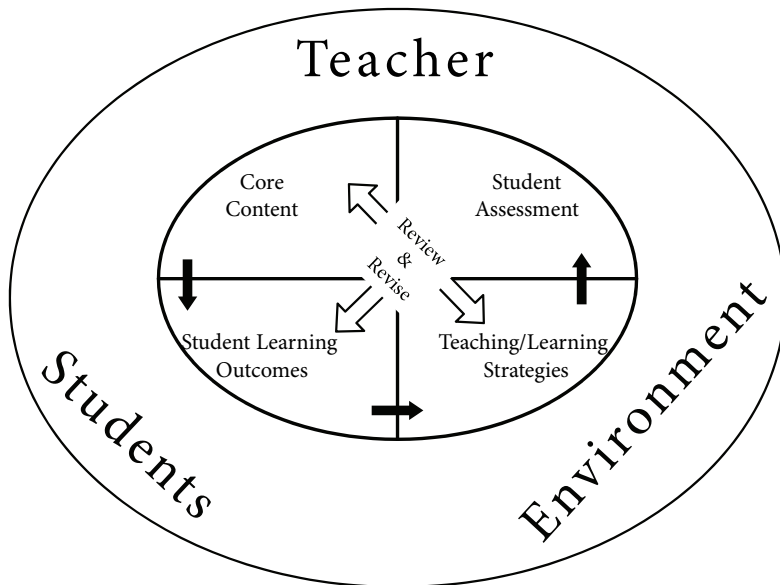 Teacher
Core
Content
Student
Assessment
Review
&
Revise
Student Learning
Outcomes
Teaching/Learning
Strategies
Students
Environment